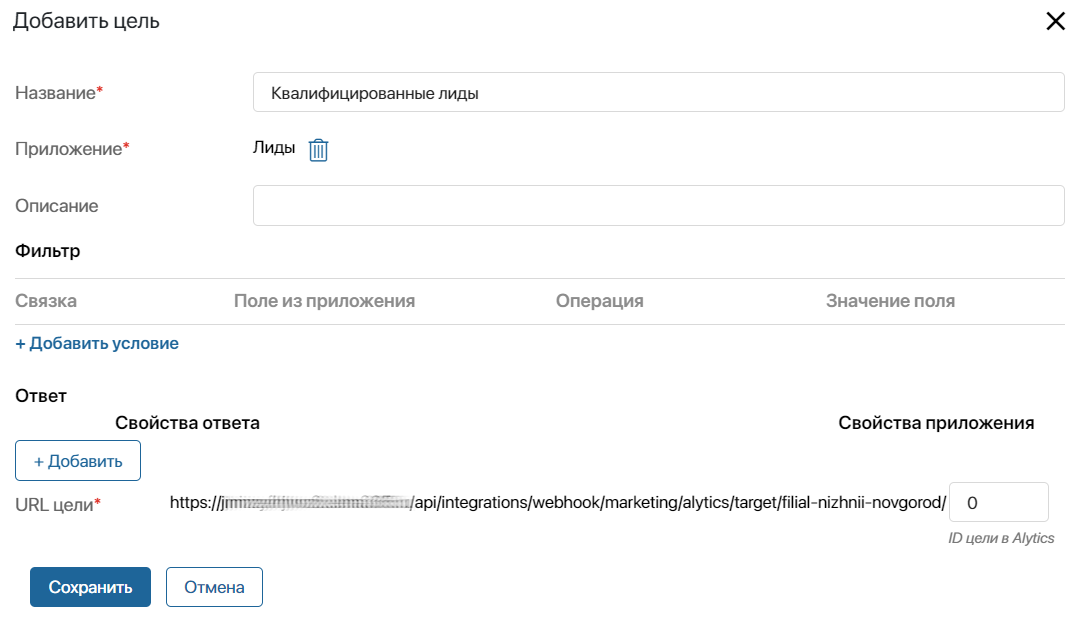 Добавить цель
Название* Квалифицированные лиды
Приложение* Лиды
Описание
Фильтр
Связка Поле из приложения Операция Значение поля
+ Добавить условие
Ответ
Свойства ответа Свойства приложения
+ Добавить
URL цели* https:// /api/integrations/webhook/marketing/alytics/target/filial-nizhnii-novgorod/ 0
ID цели в Alytics
Сохранить Отмена